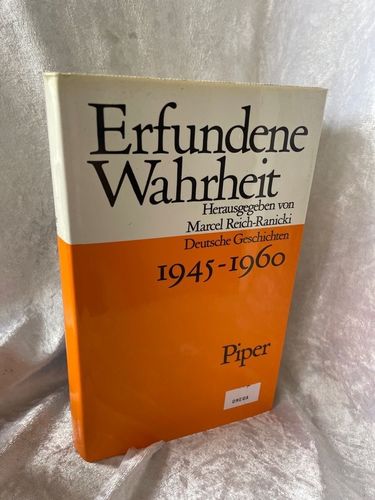 Erfundene
Wahrheit
Herausgegeben von
Marcel Reich-Ranicki
Deutsche Geschichten
1945-1960
Piper